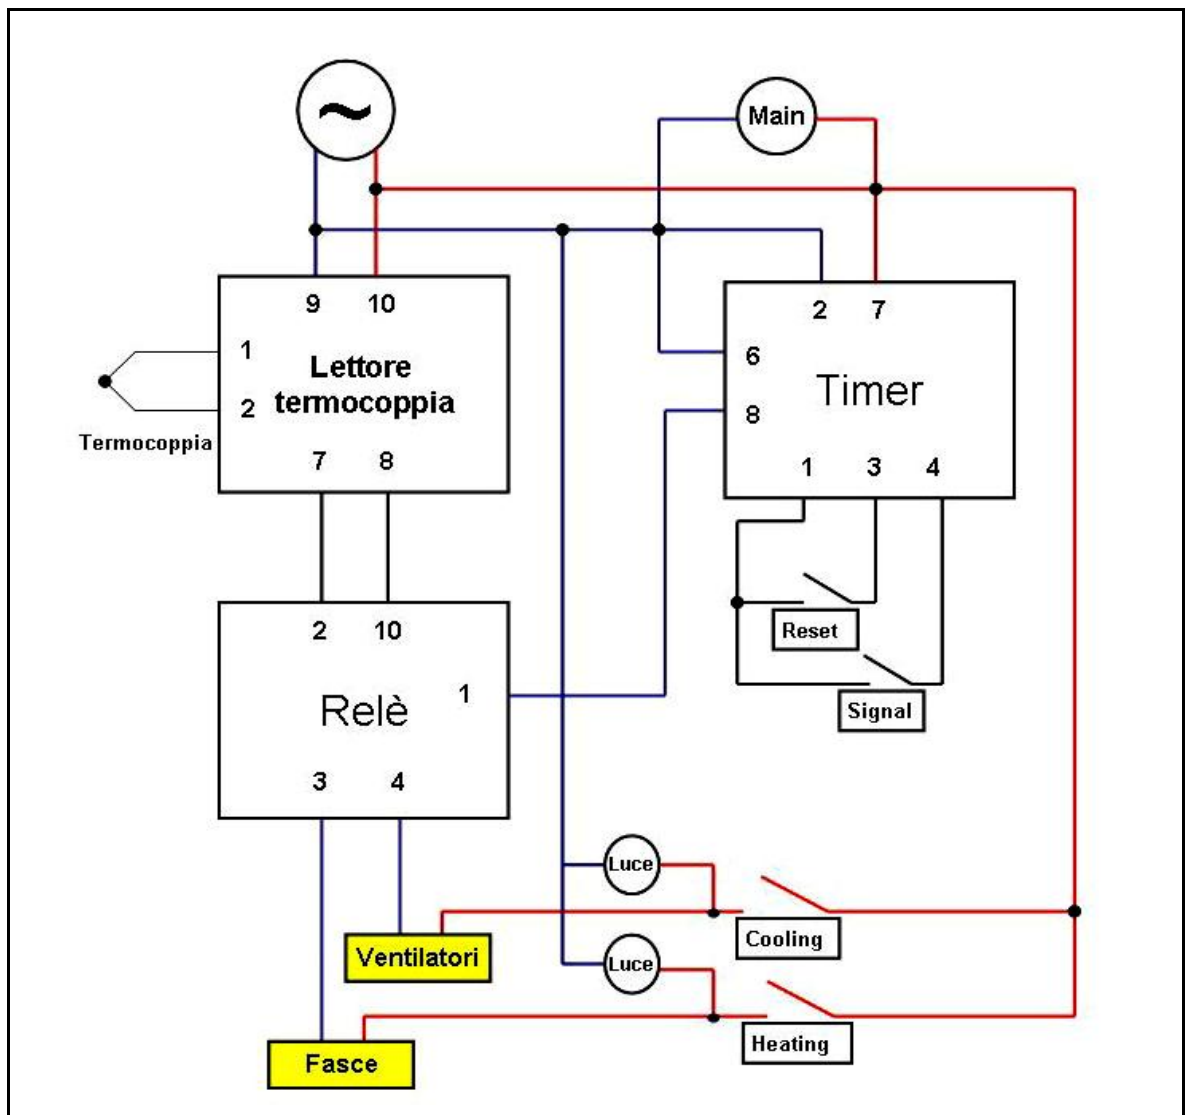 ~
Main
9 10
1
Lettore
termocoppia
2
Termocoppia
7 8
2 7
6
Timer
8
1 3 4
Reset
Signal
2 10
1
Relè
3 4
Luce
Cooling
Ventilatori
Luce
Heating
Fasce